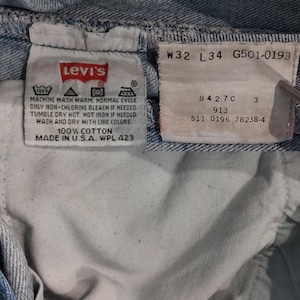 Levi's
MACHINE WASH WARM. NORMAL CYCLE.
ONLY NON-CHLORINE BLEACH IF NEEDED.
TUMBLE DRY HOT. HOT IRON IF NEEDED.
WASH AND DRY WITH LIKE COLORS.
100% COTTON
MADE IN U.S.A. WPL 423
W32 L34 G501-0193
8427C 3
913
511 0196 78238-4